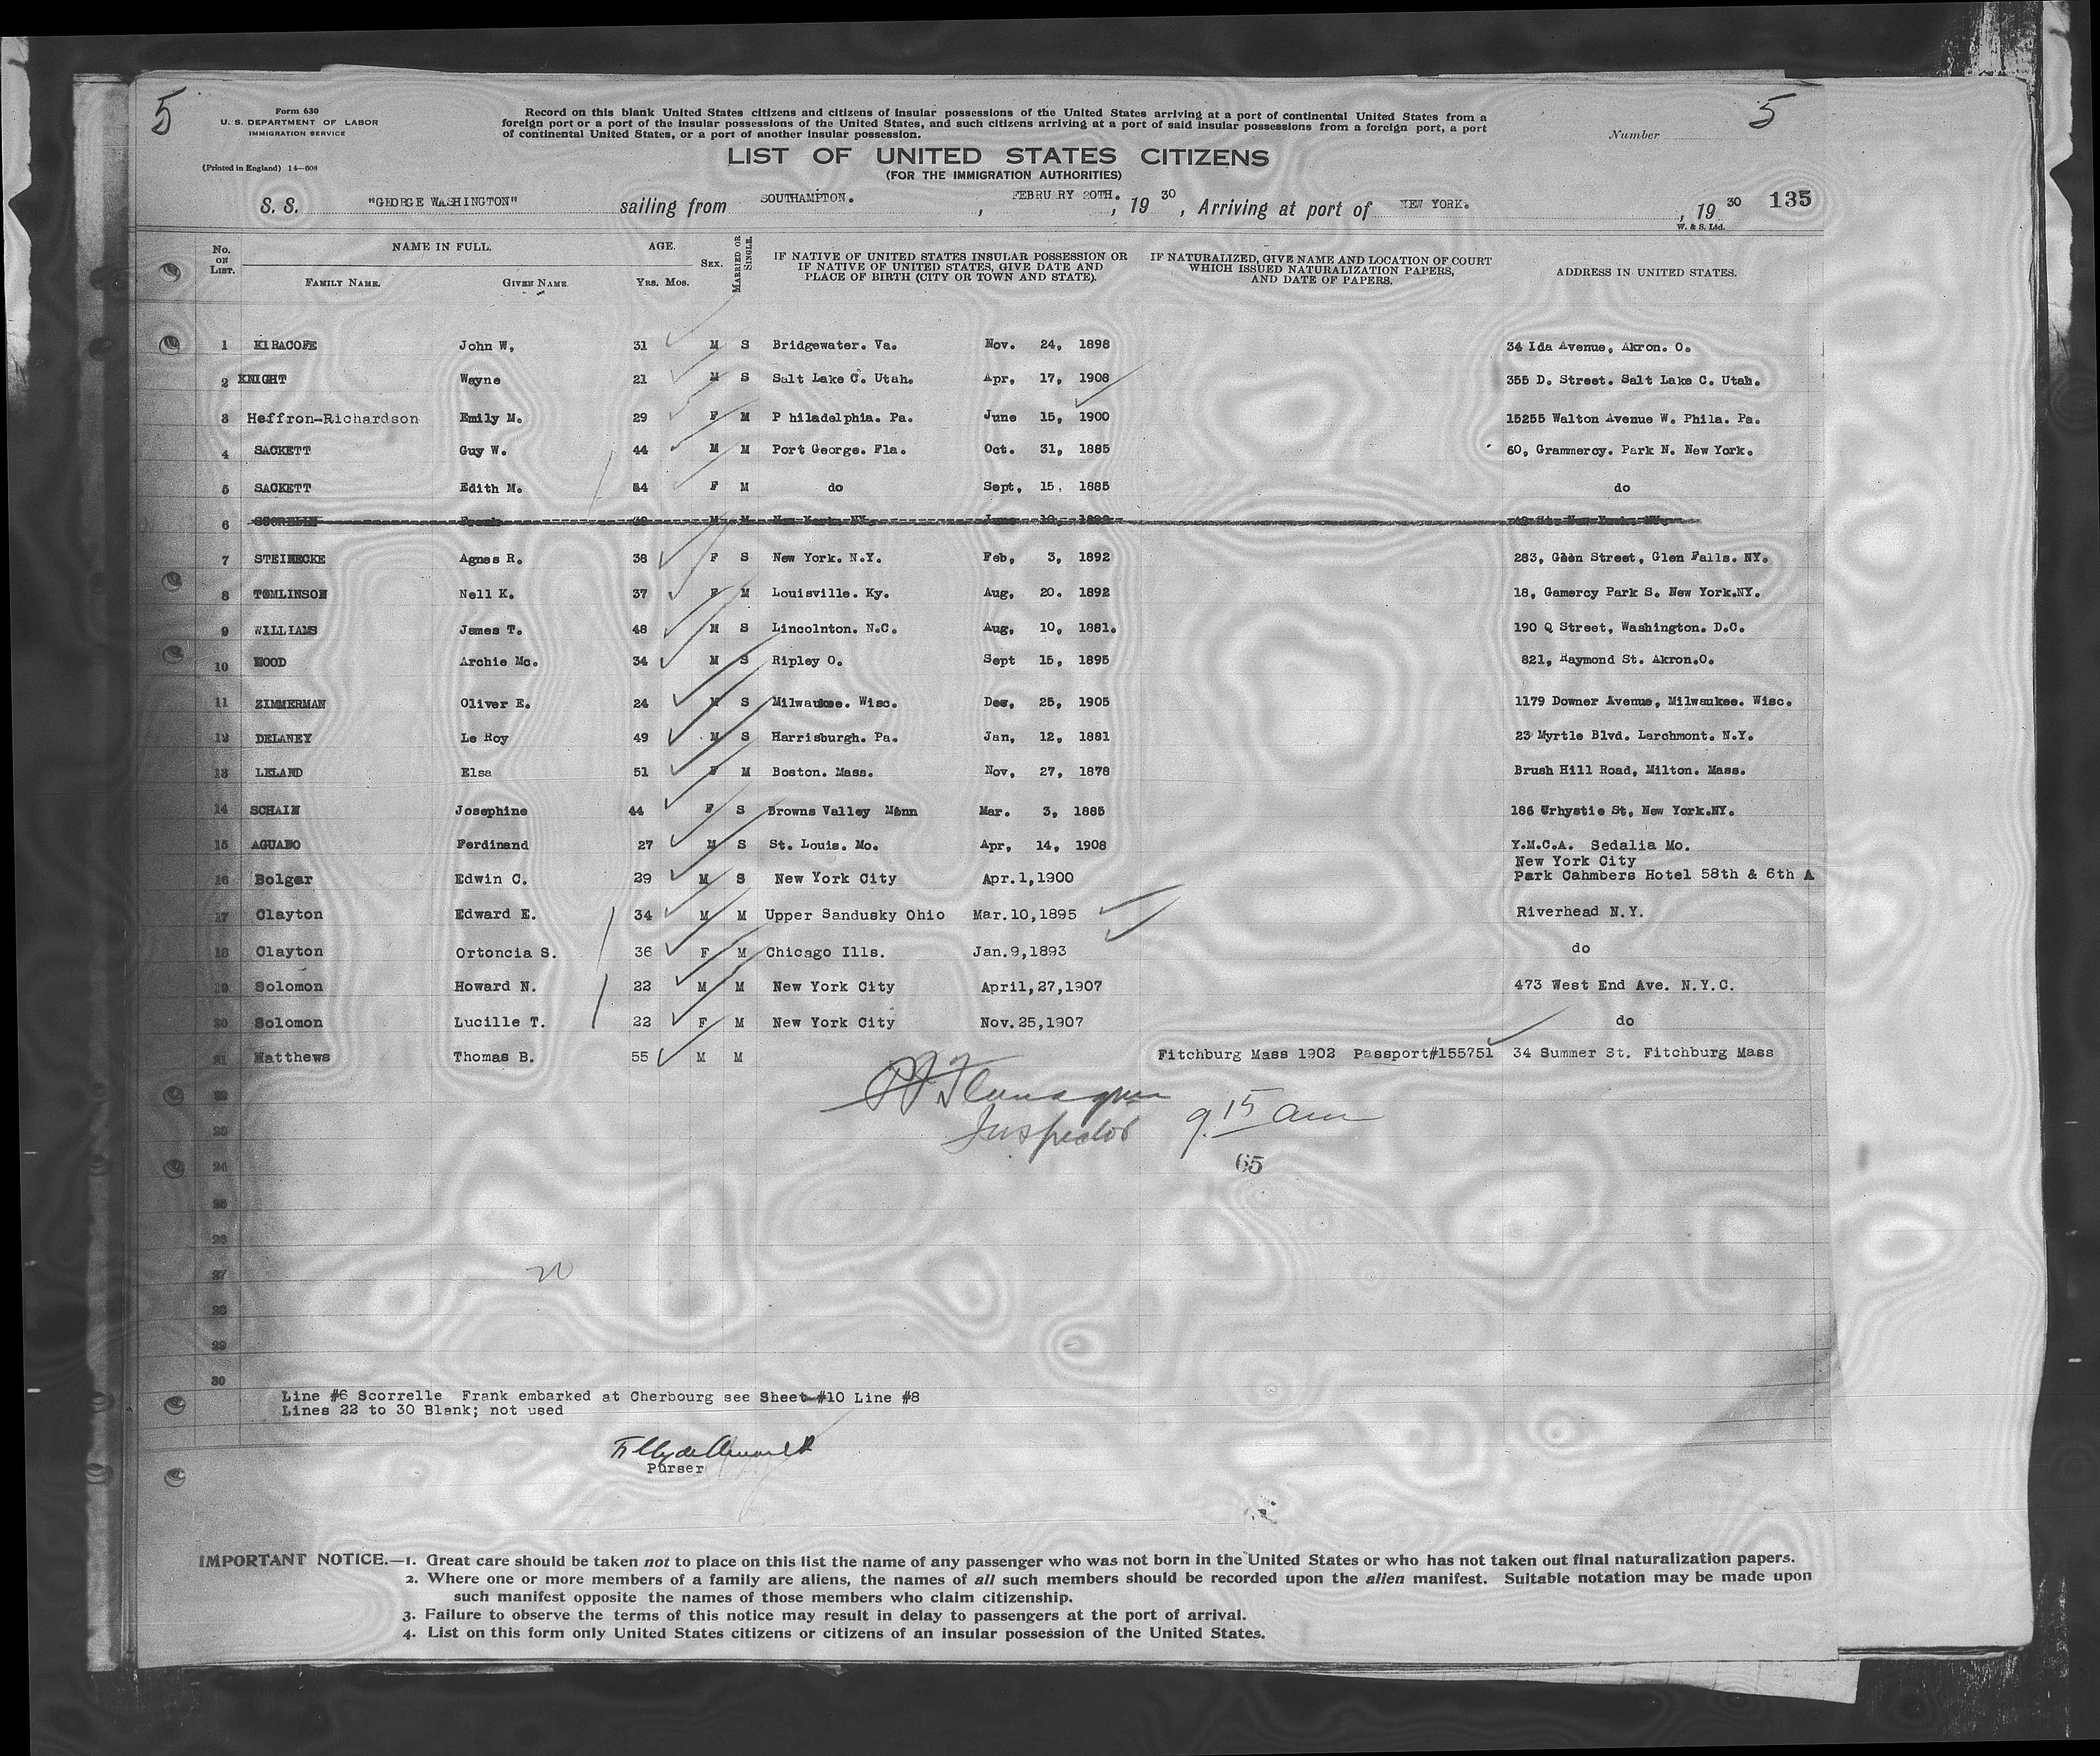 5
Form 630
U. S. DEPARTMENT OF LABOR
IMMIGRATION SERVICE
(Printed in England) 14—608
Record on this blank United States citizens and citizens of insular possessions of the United States arriving at a port of continental United States from a
foreign port or a port of the insular possessions of the United States, and such citizens arriving at a port of said insular possessions from a foreign port, a port
of continental United States, or a port of another insular possession.
Number 5
LIST OF UNITED STATES CITIZENS
(FOR THE IMMIGRATION AUTHORITIES)
S. S. "GEORGE WASHINGTON" sailing from SOUTHAMPTON. , FEBRU RY 20TH. , 19 30 , Arriving at port of NEW YORK. , 19 30 135
W. & S. Ltd.
No. ON LIST. NAME IN FULL. FAMILY NAME. GIVEN NAME. AGE. YRS. MOS. SEX. MARRIED OR SINGLE. IF NATIVE OF UNITED STATES INSULAR POSSESSION OR IF NATIVE OF UNITED STATES, GIVE DATE AND PLACE OF BIRTH (CITY OR TOWN AND STATE). IF NATURALIZED, GIVE NAME AND LOCATION OF COURT WHICH ISSUED NATURALIZATION PAPERS, AND DATE OF PAPERS. ADDRESS IN UNITED STATES.
1 KIRACOFE John W, 31 M S Bridgewater. Va. Nov. 24, 1898 34 Ida Avenue, Akron. O.
2 KNIGHT Wayne 21 M S Salt Lake C. Utah. Apr, 17, 1908 355 D. Street. Salt Lake C. Utah.
3 Heffron-Richardson Emily M. 29 F M P hiladelphia. Pa. June 15, 1900 15255 Walton Avenue W. Phila. Pa.
4 SACKETT Guy W. 44 M M Port George. Fla. Oct. 31, 1885 60, Grammercy. Park N. New York.
5 SACKETT Edith M. 44 F M do Sept, 15, 1885 do
6
7 STEINECKE Agnes R. 38 F S New York. N.Y. Feb, 3, 1892 283, Glen Street, Glen Falls. NY.
8 TOMLINSON Nell K. 37 F M Louisville. Ky. Aug, 20. 1892 18, Gamercy Park S. New York.NY.
9 WILLIAMS James T. 48 M S Lincolnton. N.C. Aug, 10, 1881. 190 Q Street, Washington. D.C.
10 WOOD Archie Mc. 34 M S Ripley O. Sept 15, 1895 821, Raymond St. Akron.O.
11 ZIMMERMAN Oliver E. 24 M S Milwaukee. Wisc. Dec, 25, 1905 1179 Downer Avenue, Milwaukee. Wisc.
12 DELANEY Le Roy 49 M S Harrisburgh. Pa. Jan, 12, 1881 23 Myrtle Blvd. Larchmont. N.Y.
13 LELAND Elsa 51 F M Boston. Mass. Nov, 27, 1878 Brush Hill Road, Milton. Mass.
14 SCHAIN Josephine 44 F S Browns Valley Minn Mar. 3, 1885 186 Crhystie St, New York.NY.
15 AGUADO Ferdinand 27 M S St. Louis. Mo. Apr, 14, 1908 Y.M.C.A. Sedalia Mo.
New York City
16 Bolger Edwin C. 29 M S New York City Apr.1,1900 Park Cahmbers Hotel 58th & 6th A
17 Clayton Edward E. 34 M M Upper Sandusky Ohio Mar.10,1895 Riverhead N.Y.
18 Clayton Ortoncia S. 36 F M Chicago Ills. Jan.9,1893 do
19 Solomon Howard N. 22 M M New York City April,27,1907 473 West End Ave. N.Y.C.
20 Solomon Lucille T. 22 F M New York City Nov.25,1907 do
21 Matthews Thomas B. 55 M M Fitchburg Mass 1902 Passport#155751 34 Summer St. Fitchburg Mass
22
Flanagan
Inspector 9.15 am
23
24 65
25
26
27 20
28
29
30
Line #6 Scorrelle Frank embarked at Cherbourg see Sheet #10 Line #8
Lines 22 to 30 Blank; not used
Purser
IMPORTANT NOTICE.—1. Great care should be taken not to place on this list the name of any passenger who was not born in the United States or who has not taken out final naturalization papers.
2. Where one or more members of a family are aliens, the names of all such members should be recorded upon the alien manifest. Suitable notation may be made upon
such manifest opposite the names of those members who claim citizenship.
3. Failure to observe the terms of this notice may result in delay to passengers at the port of arrival.
4. List on this form only United States citizens or citizens of an insular possession of the United States.